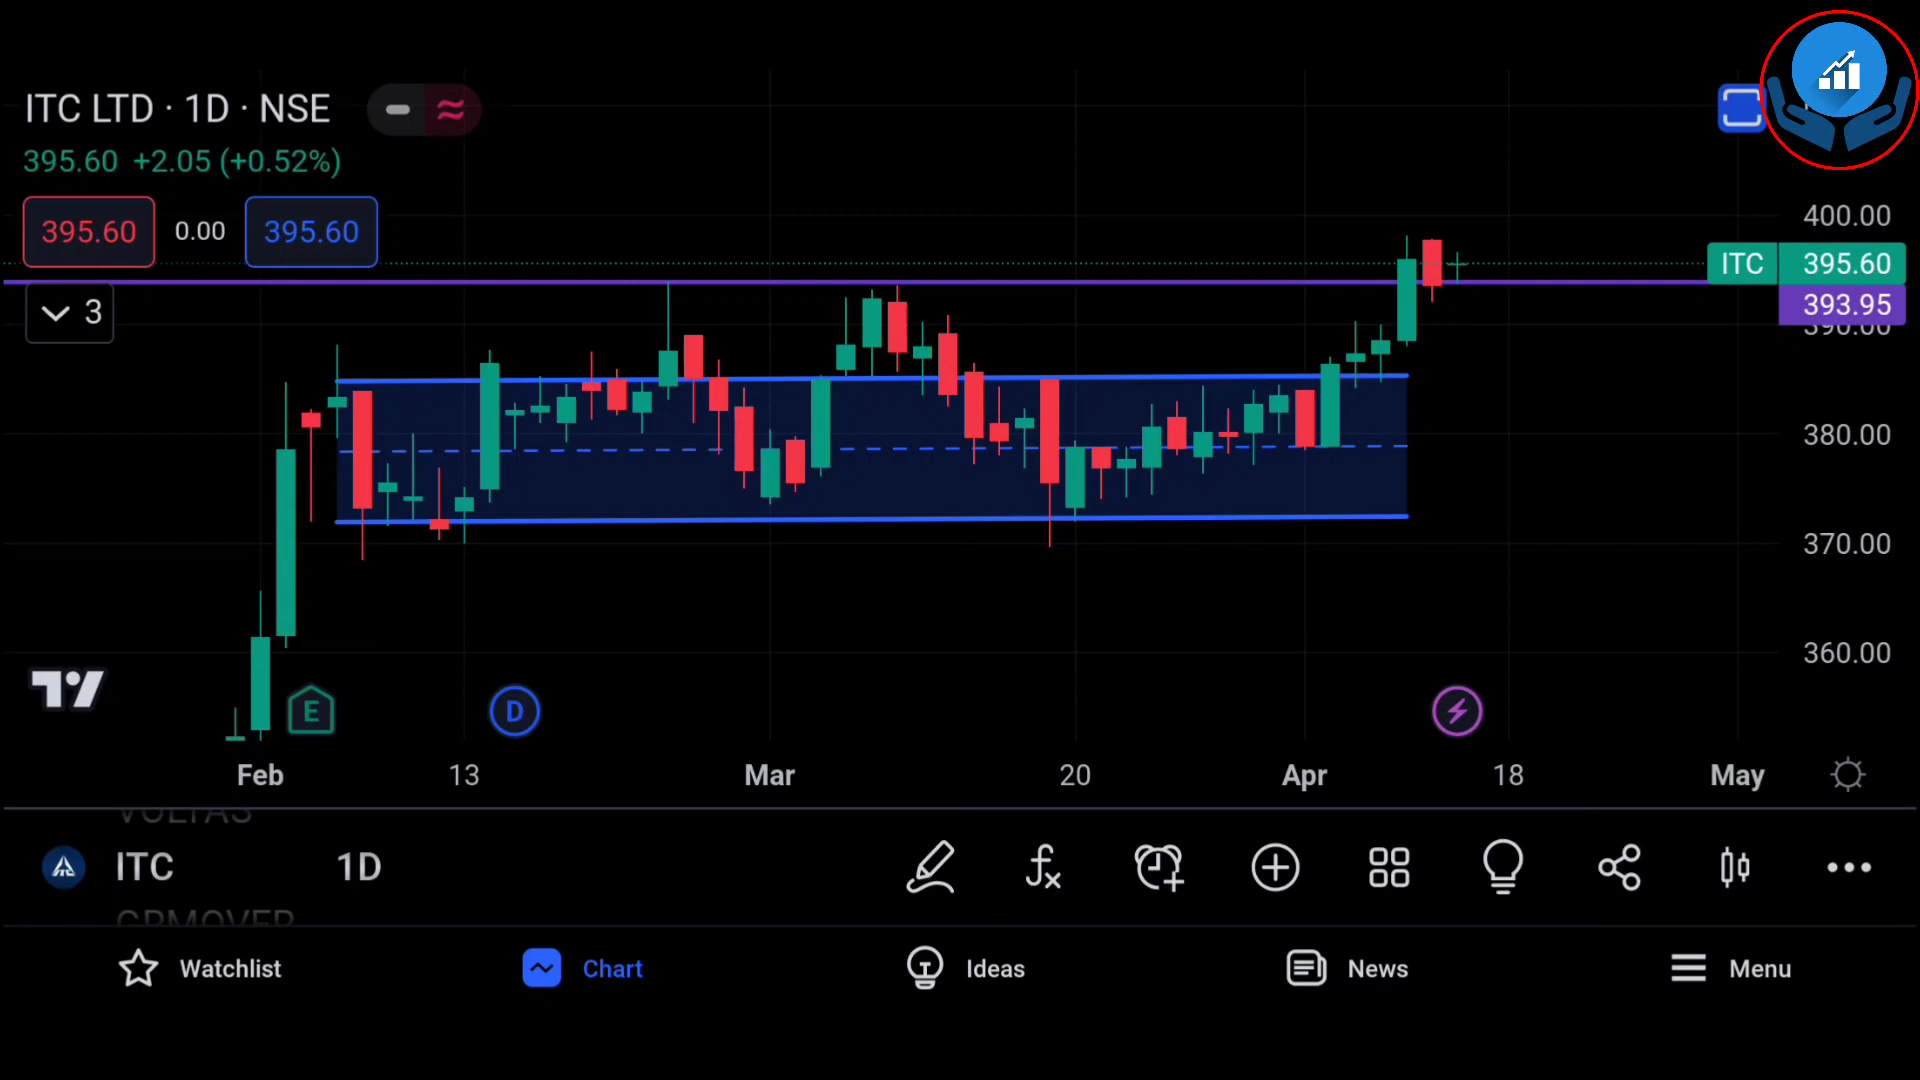 ITC LTD · 1D · NSE
395.60 +2.05 (+0.52%)
395.60 0.00 395.60
3
400.00
ITC 395.60
393.95
390.00
380.00
370.00
360.00
E D
Feb 13 Mar 20 Apr 18 May
VOLTAS
ITC 1D
Watchlist Chart Ideas News Menu